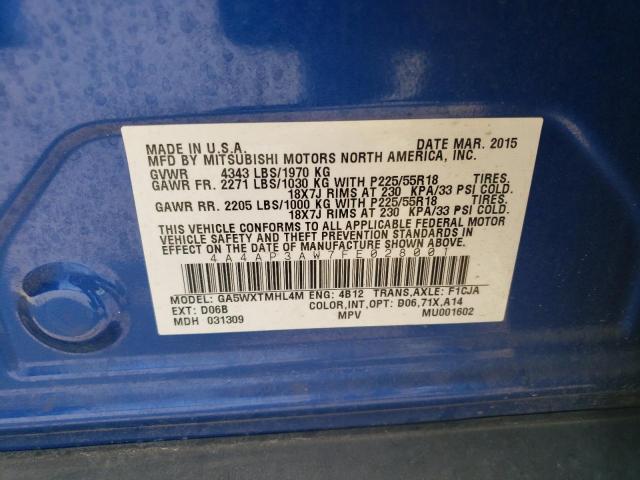 MADE IN U.S.A. DATE MAR. 2015
MFD BY MITSUBISHI MOTORS NORTH AMERICA, INC.
GVWR 4343 LBS/1970 KG
GAWR FR. 2271 LBS/1030 KG WITH P225/55R18 TIRES.
18X7J RIMS AT 230 KPA/33 PSI COLD.
GAWR RR. 2205 LBS/1000 KG WITH P225/55R18 TIRES.
18X7J RIMS AT 230 KPA/33 PSI COLD.
THIS VEHICLE CONFORMS TO ALL APPLICABLE FEDERAL MOTOR
VEHICLE SAFETY AND THEFT PREVENTION STANDARDS IN EFFECT
ON THE DATE OF MANUFACTURE SHOWN ABOVE.
4A4AP3AW7FE028001
MODEL: GA5WXTMHL4M ENG: 4B12 TRANS,AXLE: F1CJA
EXT: D06B COLOR,INT,OPT: D06,71X,A14
MDH 031309 MPV MU001602